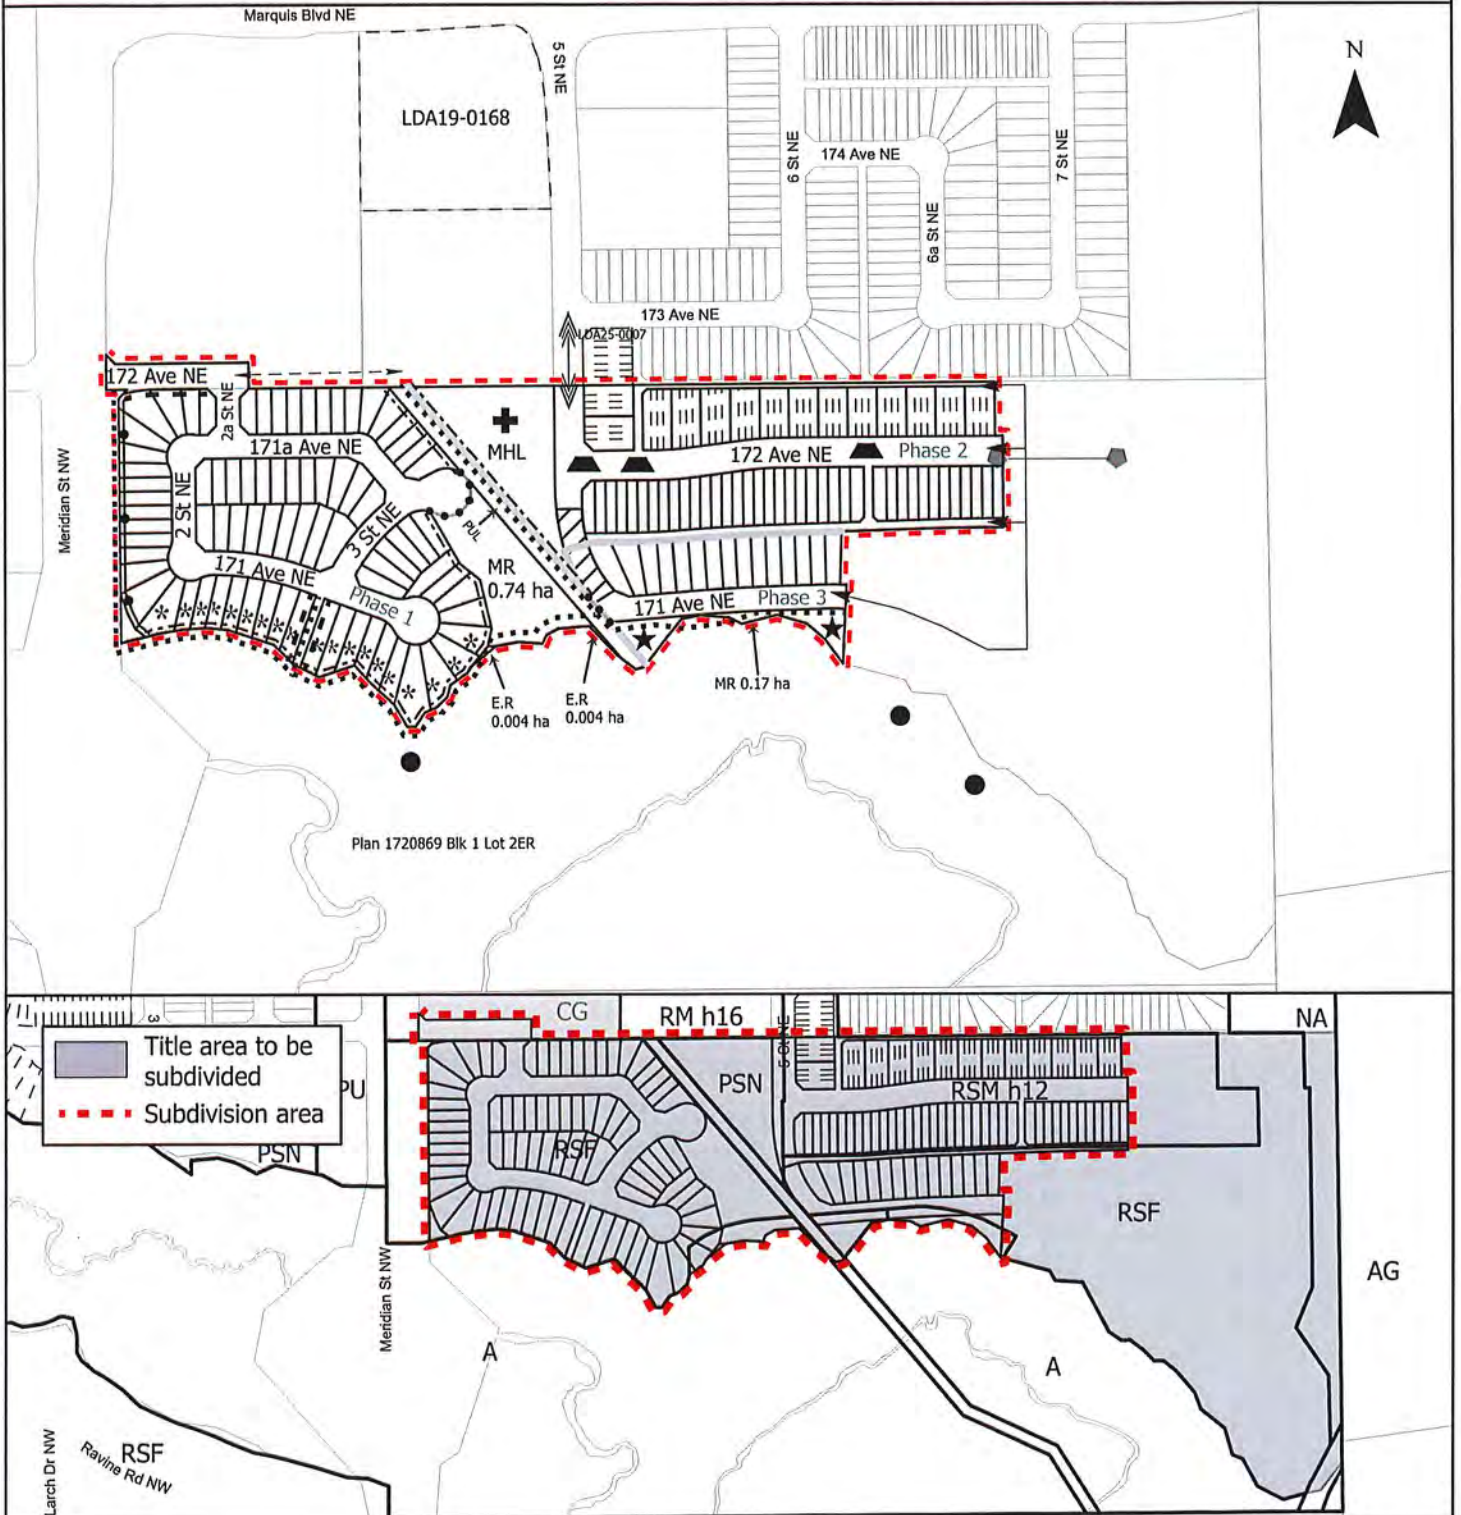 Marquis Blvd NE
5 St NE
N
LDA19-0168
6 St NE
174 Ave NE
7 St NE
6a St NE
173 Ave NE
LDA25-0007
172 Ave NE
2a St NE
171a Ave NE
MHL
172 Ave NE
Phase 2
Meridian St NW
2 St NE
3 St NE
PUL
171 Ave NE
MR
0.74 ha
Phase 1
171 Ave NE
Phase 3
E.R
0.004 ha
E.R
0.004 ha
MR 0.17 ha
Plan 1720869 Blk 1 Lot 2ER
CG
RM h16
5 St NE
NA
Title area to be
subdivided
Subdivision area
PU
PSN
PSN
RSM h12
RSF
RSF
AG
Meridian St NW
A
A
RSF
Ravine Rd NW
Larch Dr NW